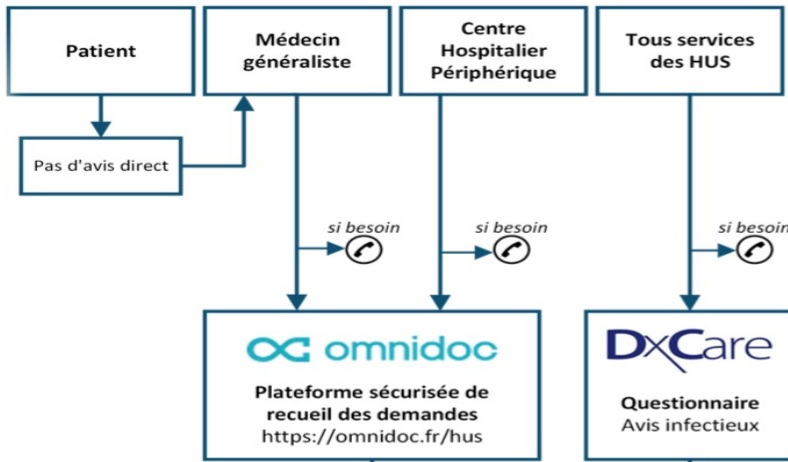 Patient
Médecin
généraliste
Centre
Hospitalier
Périphérique
Tous services
des HUS
Pas d'avis direct
si besoin
si besoin
si besoin
omnidoc
Plateforme sécurisée de
recueil des demandes
https://omnidoc.fr/hus
DxCare
Questionnaire
Avis infectieux